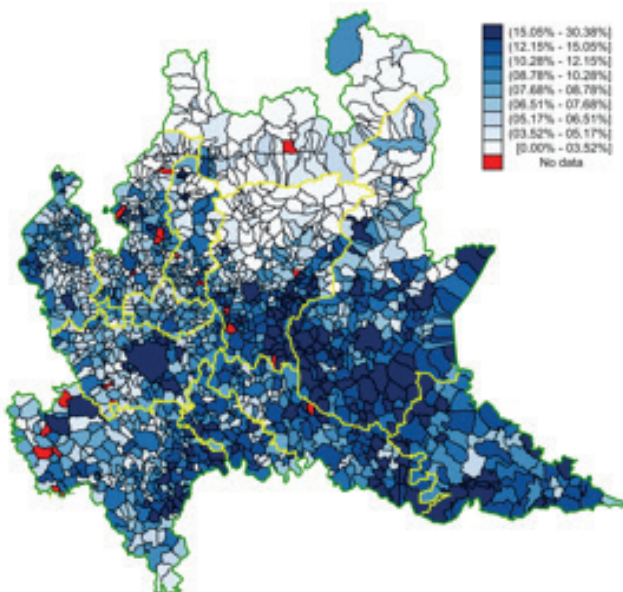 (15.05% - 30.38%]
(12.15% - 15.05%]
(10.28% - 12.15%]
(08.78% - 10.28%]
(07.68% - 08.78%]
(06.51% - 07.68%]
(05.17% - 06.51%]
(03.52% - 05.17%]
[0.00% - 03.52%]
No data